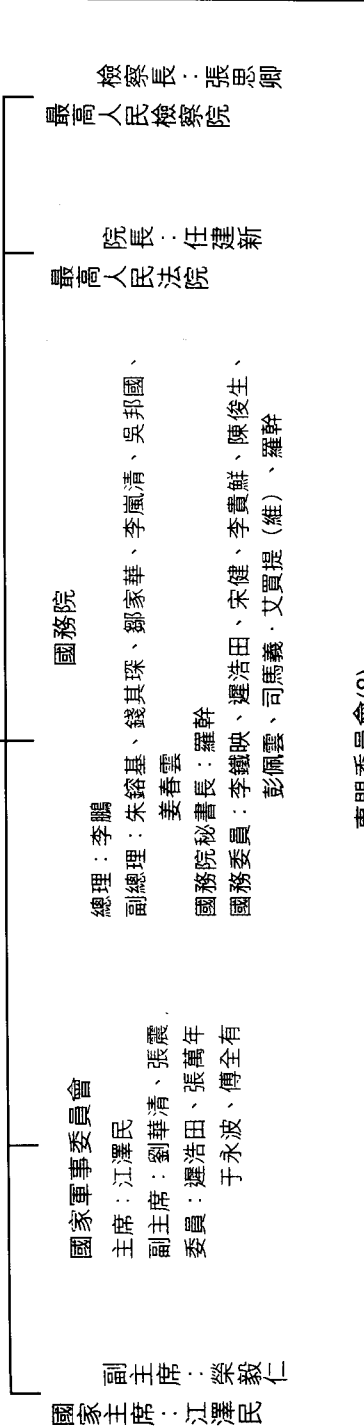 國家主席：江澤民
副主席：榮毅仁
國家軍事委員會
主席：江澤民
副主席：劉華清、張震
委員：遲浩田、張萬年
于永波、傅全有
國務院
總理：李鵬
副總理：朱鎔基、錢其琛、鄒家華、李嵐清、吳邦國、
姜春雲
國務院秘書長：羅幹
國務委員：李鐵映、遲浩田、宋健、李貴鮮、陳俊生、
彭佩雲、司馬義．艾買提（維）、羅幹
最高人民法院
院長：任建新
最高人民檢察院
檢察長：張思卿
專門委員會(8)